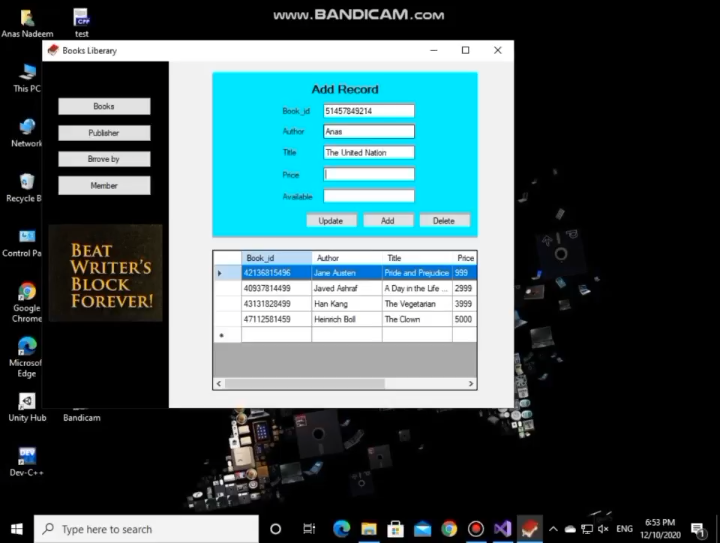 www.BANDICAM.com
Anas Nadeem
test
Books Liberary
This PC
Network
Recycle B
Control Pa
Google
Chrome
Microsof
Edge
Unity Hub
Bandicam
Dev-C++
Books
Publisher
Brrove by
Member
BEAT
WRITER'S
BLOCK
FOREVER!
Add Record
Book_id 51457849214
Author Anas
Title The United Nation
Price
Available
Update Add Delete
Book_id Author Title Price
42136815496 Jane Austen Pride and Prejudice 999
40937814499 Javed Ashraf A Day in the Life ... 2999
43131828499 Han Kang The Vegetarian 3999
47112581459 Heinrich Boll The Clown 5000
Type here to search
ENG
6:53 PM
12/10/2020
1